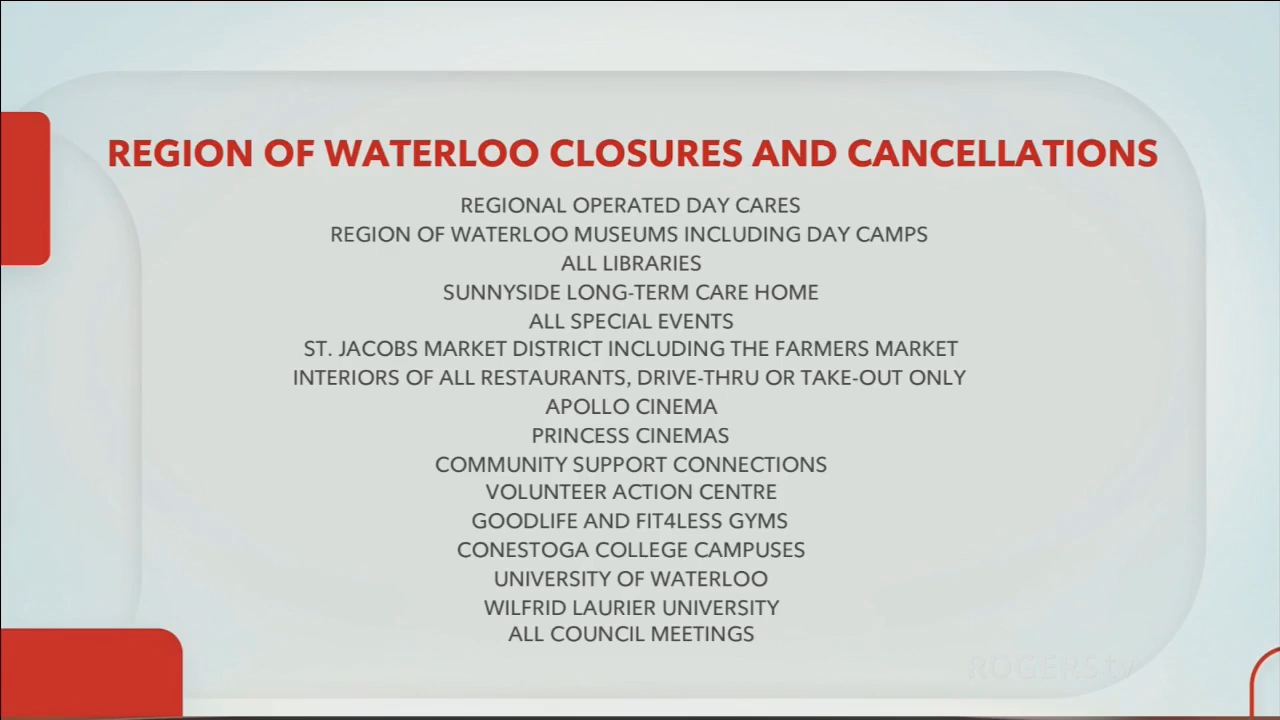 REGION OF WATERLOO CLOSURES AND CANCELLATIONS
REGIONAL OPERATED DAY CARES
REGION OF WATERLOO MUSEUMS INCLUDING DAY CAMPS
ALL LIBRARIES
SUNNYSIDE LONG-TERM CARE HOME
ALL SPECIAL EVENTS
ST. JACOBS MARKET DISTRICT INCLUDING THE FARMERS MARKET
INTERIORS OF ALL RESTAURANTS, DRIVE-THRU OR TAKE-OUT ONLY
APOLLO CINEMA
PRINCESS CINEMAS
COMMUNITY SUPPORT CONNECTIONS
VOLUNTEER ACTION CENTRE
GOODLIFE AND FIT4LESS GYMS
CONESTOGA COLLEGE CAMPUSES
UNIVERSITY OF WATERLOO
WILFRID LAURIER UNIVERSITY
ALL COUNCIL MEETINGS
ROGERS tv